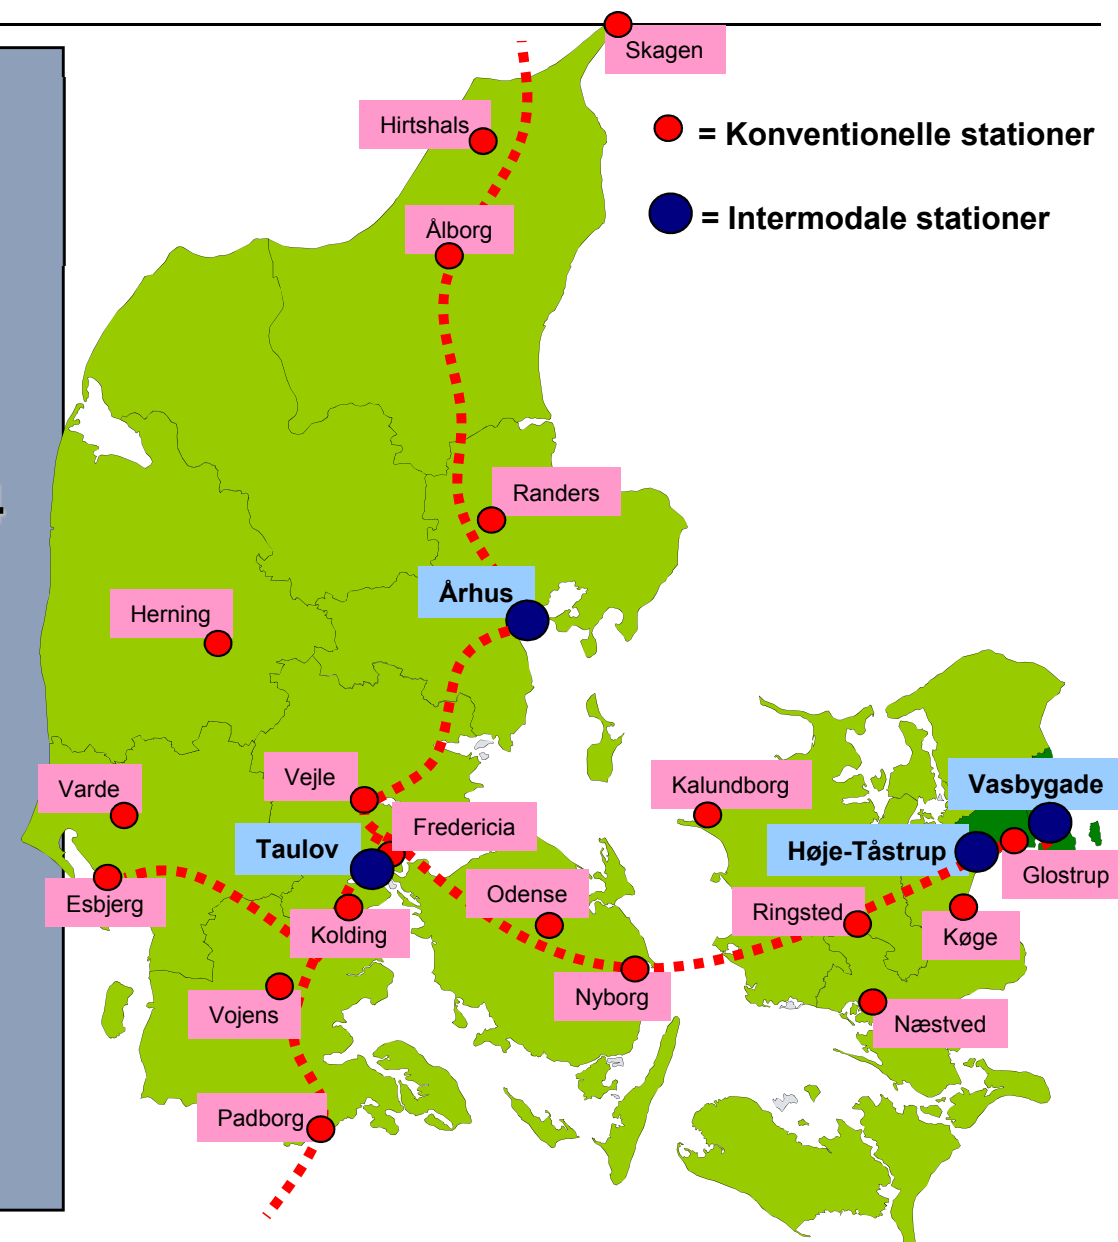 Skagen
Hirtshals
= Konventionelle stationer
Ålborg
= Intermodale stationer
Randers
Århus
Herning
Vejle
Varde
Kalundborg
Vasbygade
Fredericia
Taulov
Høje-Tåstrup
Glostrup
Odense
Esbjerg
Ringsted
Kolding
Køge
Nyborg
Vojens
Næstved
Padborg